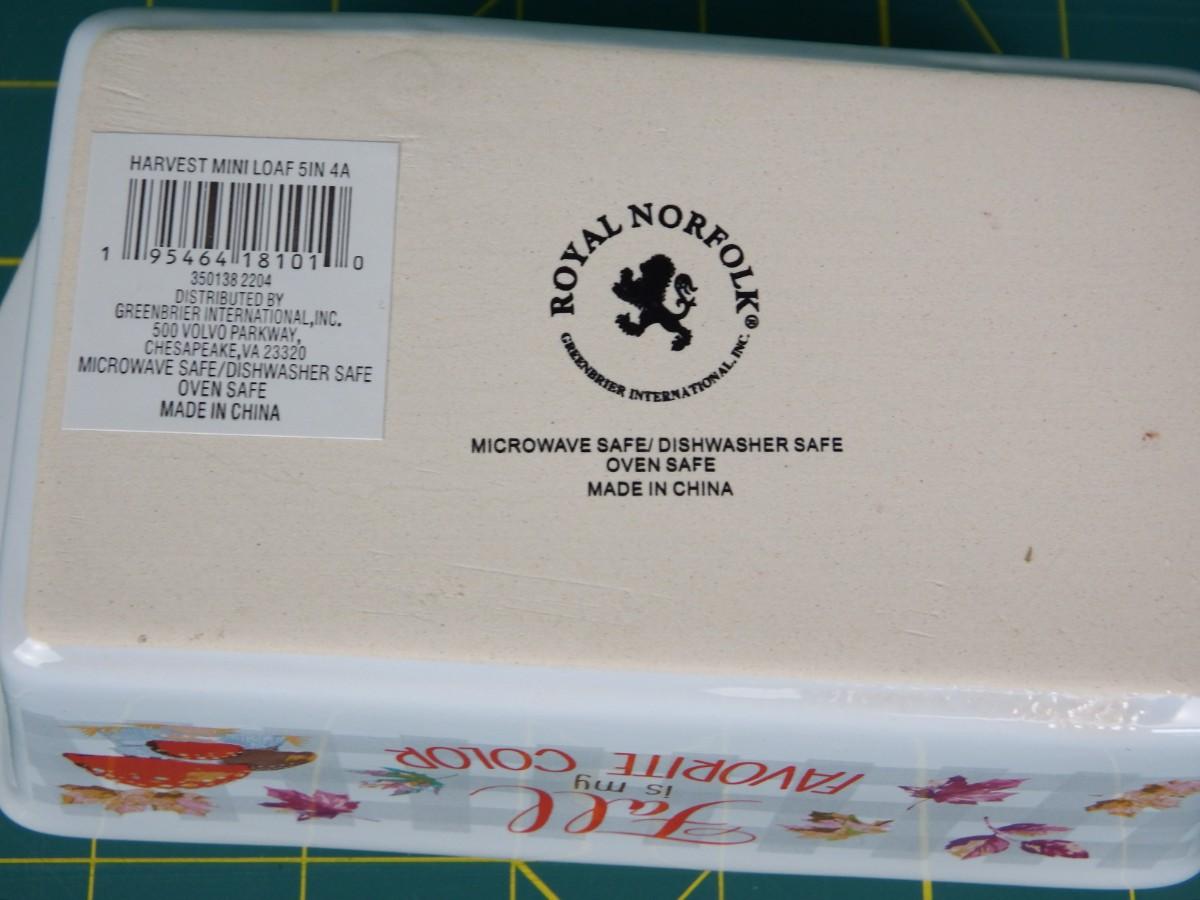 HARVEST MINI LOAF 5IN 4A
1 95464 18101 0
350138 2204
DISTRIBUTED BY
GREENBRIER INTERNATIONAL,INC.
500 VOLVO PARKWAY,
CHESAPEAKE,VA 23320
MICROWAVE SAFE/DISHWASHER SAFE
OVEN SAFE
MADE IN CHINA
ROYAL NORFOLK®
GREENBRIER INTERNATIONAL, INC.
MICROWAVE SAFE/ DISHWASHER SAFE
OVEN SAFE
MADE IN CHINA
Fall
is my
FAVORITE COLOR